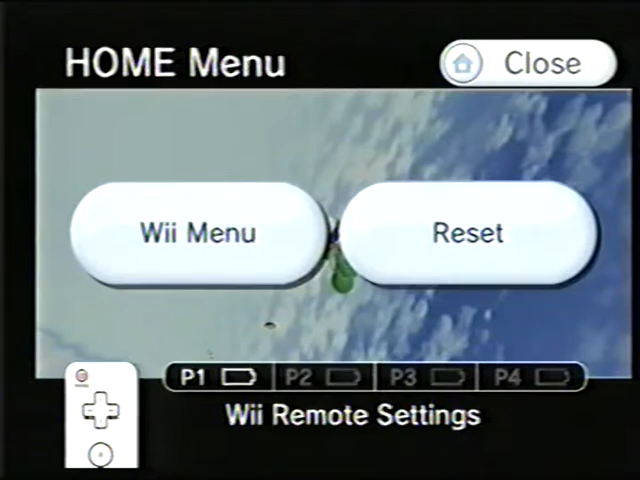 HOME Menu
Close
Wii Menu
Reset
P1 P2 P3 P4
Wii Remote Settings